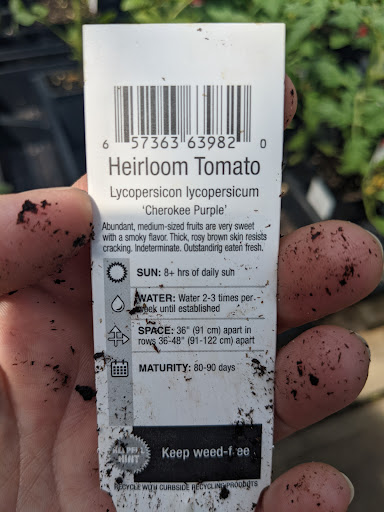 6 57363 63982 0
Heirloom Tomato
Lycopersicon lycopersicum
'Cherokee Purple'
Abundant, medium-sized fruits are very sweet
with a smoky flavor. Thick, rosy brown skin resists
cracking. Indeterminate. Outstanding eaten fresh.
SUN: 8+ hrs of daily sun
WATER: Water 2-3 times per
week until established
SPACE: 36" (91 cm) apart in
rows 36-48" (91-122 cm) apart
MATURITY: 80-90 days
Keep weed-free
RECYCLE WITH CURBSIDE RECYCLING PRODUCTS